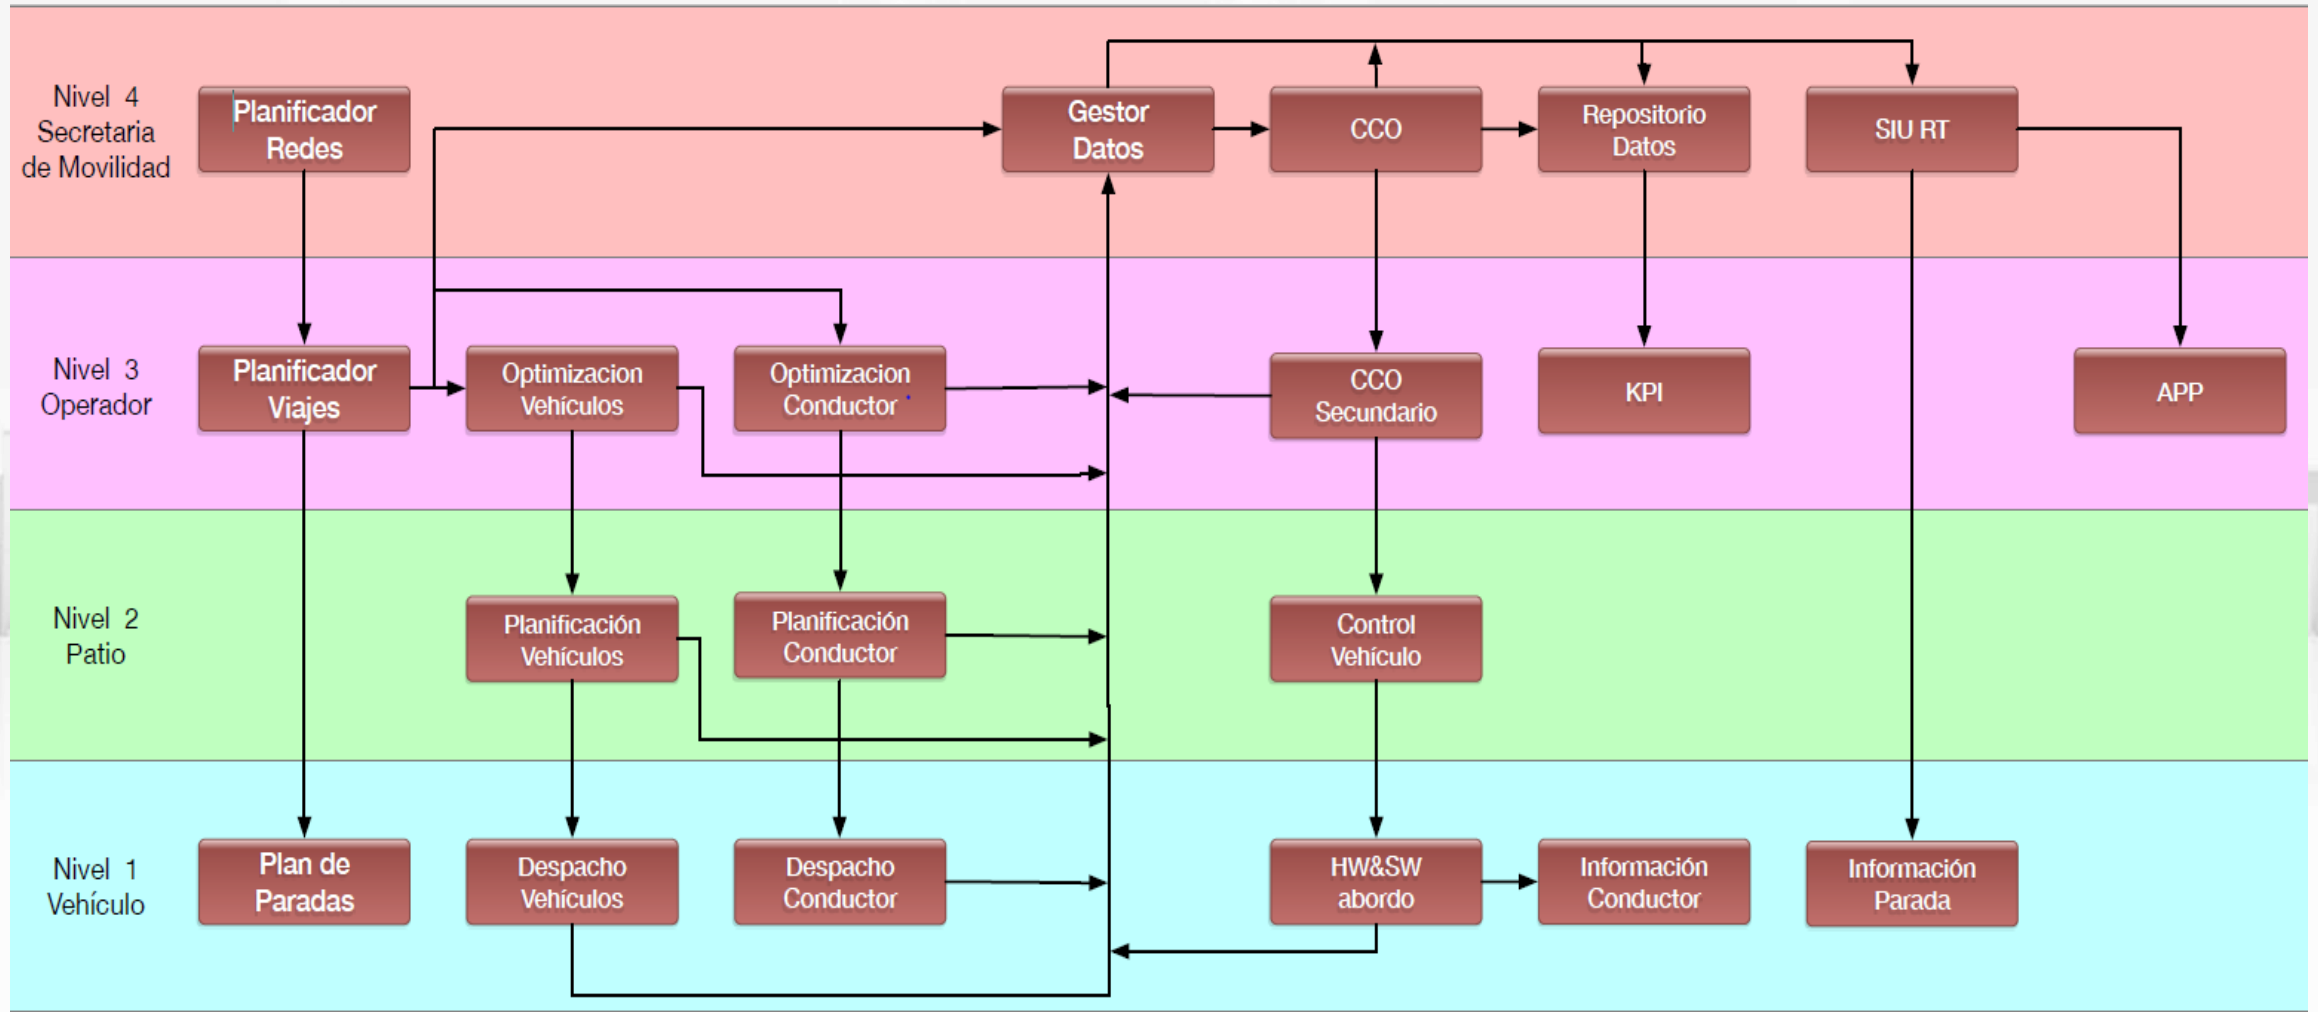 Nivel 4
Secretaria
de Movilidad
Planificador
Redes
Gestor
Datos
CCO
Repositorio
Datos
SIU RT
Nivel 3
Operador
Planificador
Viajes
Optimizacion
Vehículos
Optimizacion
Conductor
CCO
Secundario
KPI
APP
Nivel 2
Patio
Planificación
Vehículos
Planificación
Conductor
Control
Vehículo
Nivel 1
Vehículo
Plan de
Paradas
Despacho
Vehículos
Despacho
Conductor
HW&SW
abordo
Información
Conductor
Información
Parada